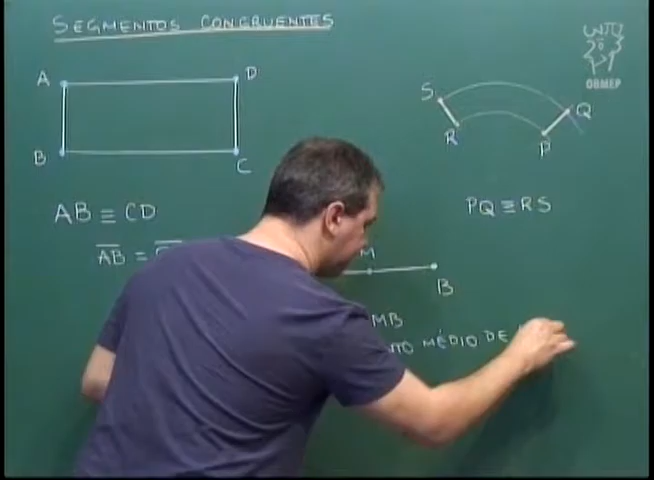 SEGMENTOS CONGRUENTES
A D
B C
S Q
R P
AB ≡ CD
PQ ≡ RS
AB =
M B
MB
MÉDIO DE
OBMEP